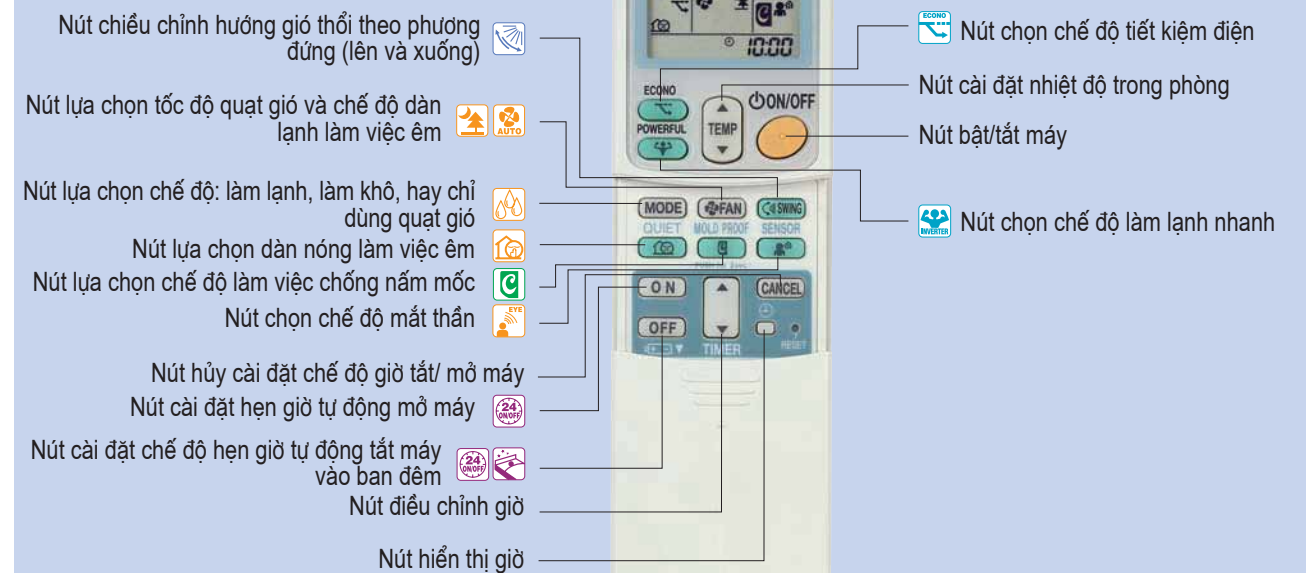 Nút chiều chỉnh hướng gió thổi theo phương
đứng (lên và xuống)
Nút lựa chọn tốc độ quạt gió và chế độ dàn
lạnh làm việc êm
AUTO
Nút lựa chọn chế độ: làm lạnh, làm khô, hay chỉ
dùng quạt gió
Nút lựa chọn dàn nóng làm việc êm
Nút lựa chọn chế độ làm việc chống nấm mốc
Nút chọn chế độ mắt thần
EYE
Nút hủy cài đặt chế độ giờ tắt/ mở máy
Nút cài đặt hẹn giờ tự động mở máy
24
ON/OFF
Nút cài đặt chế độ hẹn giờ tự động tắt máy
vào ban đêm
24
ON/OFF
Nút điều chỉnh giờ
Nút hiển thị giờ
10:00
ECONO
ON/OFF
POWERFUL
TEMP
MODE
FAN
SWING
QUIET
MOLD PROOF
SENSOR
ON
CANCEL
OFF
TIMER
RESET
ECONO
Nút chọn chế độ tiết kiệm điện
Nút cài đặt nhiệt độ trong phòng
Nút bật/tắt máy
INVERTER
Nút chọn chế độ làm lạnh nhanh